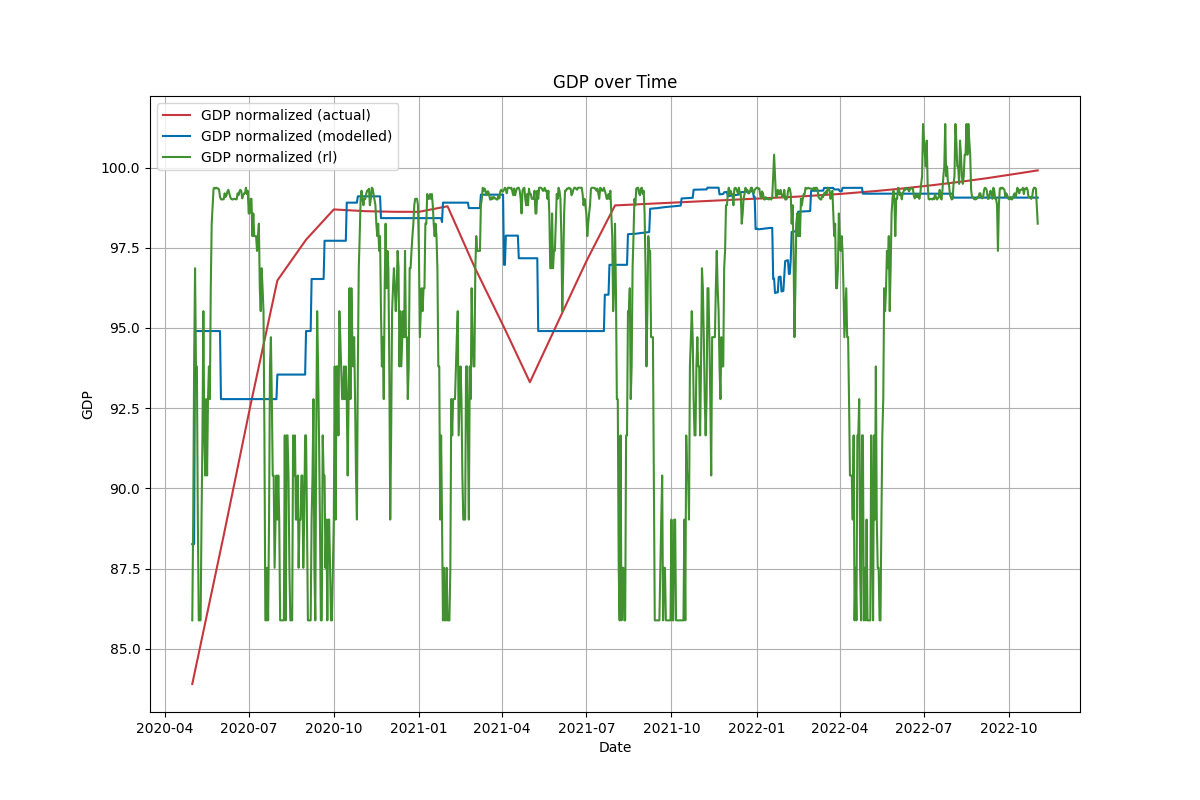 GDP over Time
GDP normalized (actual)
GDP normalized (modelled)
GDP normalized (rl)
100.0
97.5
95.0
92.5
90.0
87.5
85.0
GDP
2020-04 2020-07 2020-10 2021-01 2021-04 2021-07 2021-10 2022-01 2022-04 2022-07 2022-10
Date